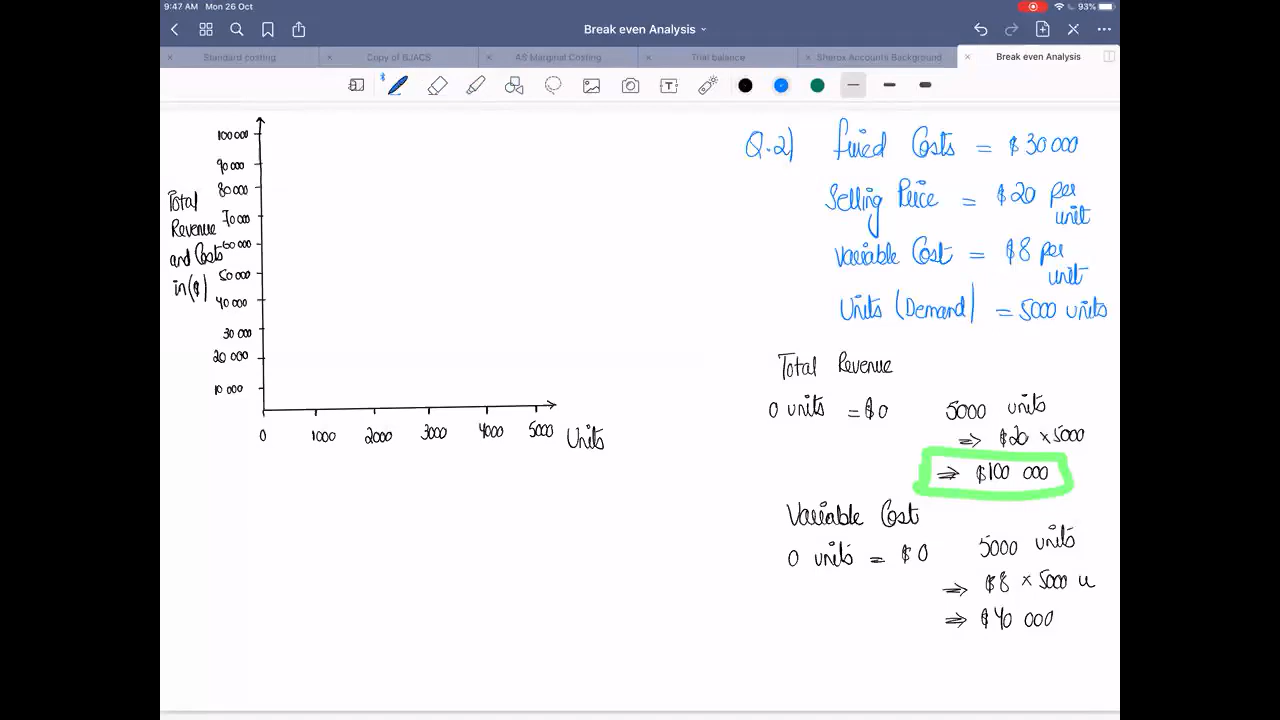 9:47 AM Mon 26 Oct
93%
Break even Analysis
Standard costing
Copy of BJACS
AS Marginal Costing
Trial balance
Sherox Accounts Background
Break even Analysis
100 000
90 000
80 000
70 000
60 000
50 000
40 000
30 000
20 000
10 000
Total
Revenue
and Costs
in ($)
0 1000 2000 3000 4000 5000 Units
Q.2) Fixed Costs = $30 000
Selling Price = $20 per unit
Variable Cost = $8 per unit
Units (Demand) = 5000 units
Total Revenue
0 units = $0
5000 units
⇒ $20 × 5000
⇒ $100 000
Variable Cost
0 units = $0
5000 units
⇒ $8 × 5000 u
⇒ $40 000